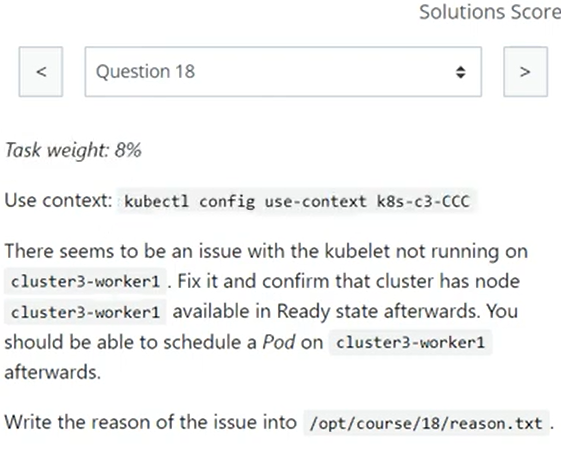 Solutions Score
<
Question 18
>
Task weight: 8%
Use context: kubectl config use-context k8s-c3-CCC
There seems to be an issue with the kubelet not running on
cluster3-worker1 . Fix it and confirm that cluster has node
cluster3-worker1 available in Ready state afterwards. You
should be able to schedule a Pod on cluster3-worker1
afterwards.
Write the reason of the issue into /opt/course/18/reason.txt .